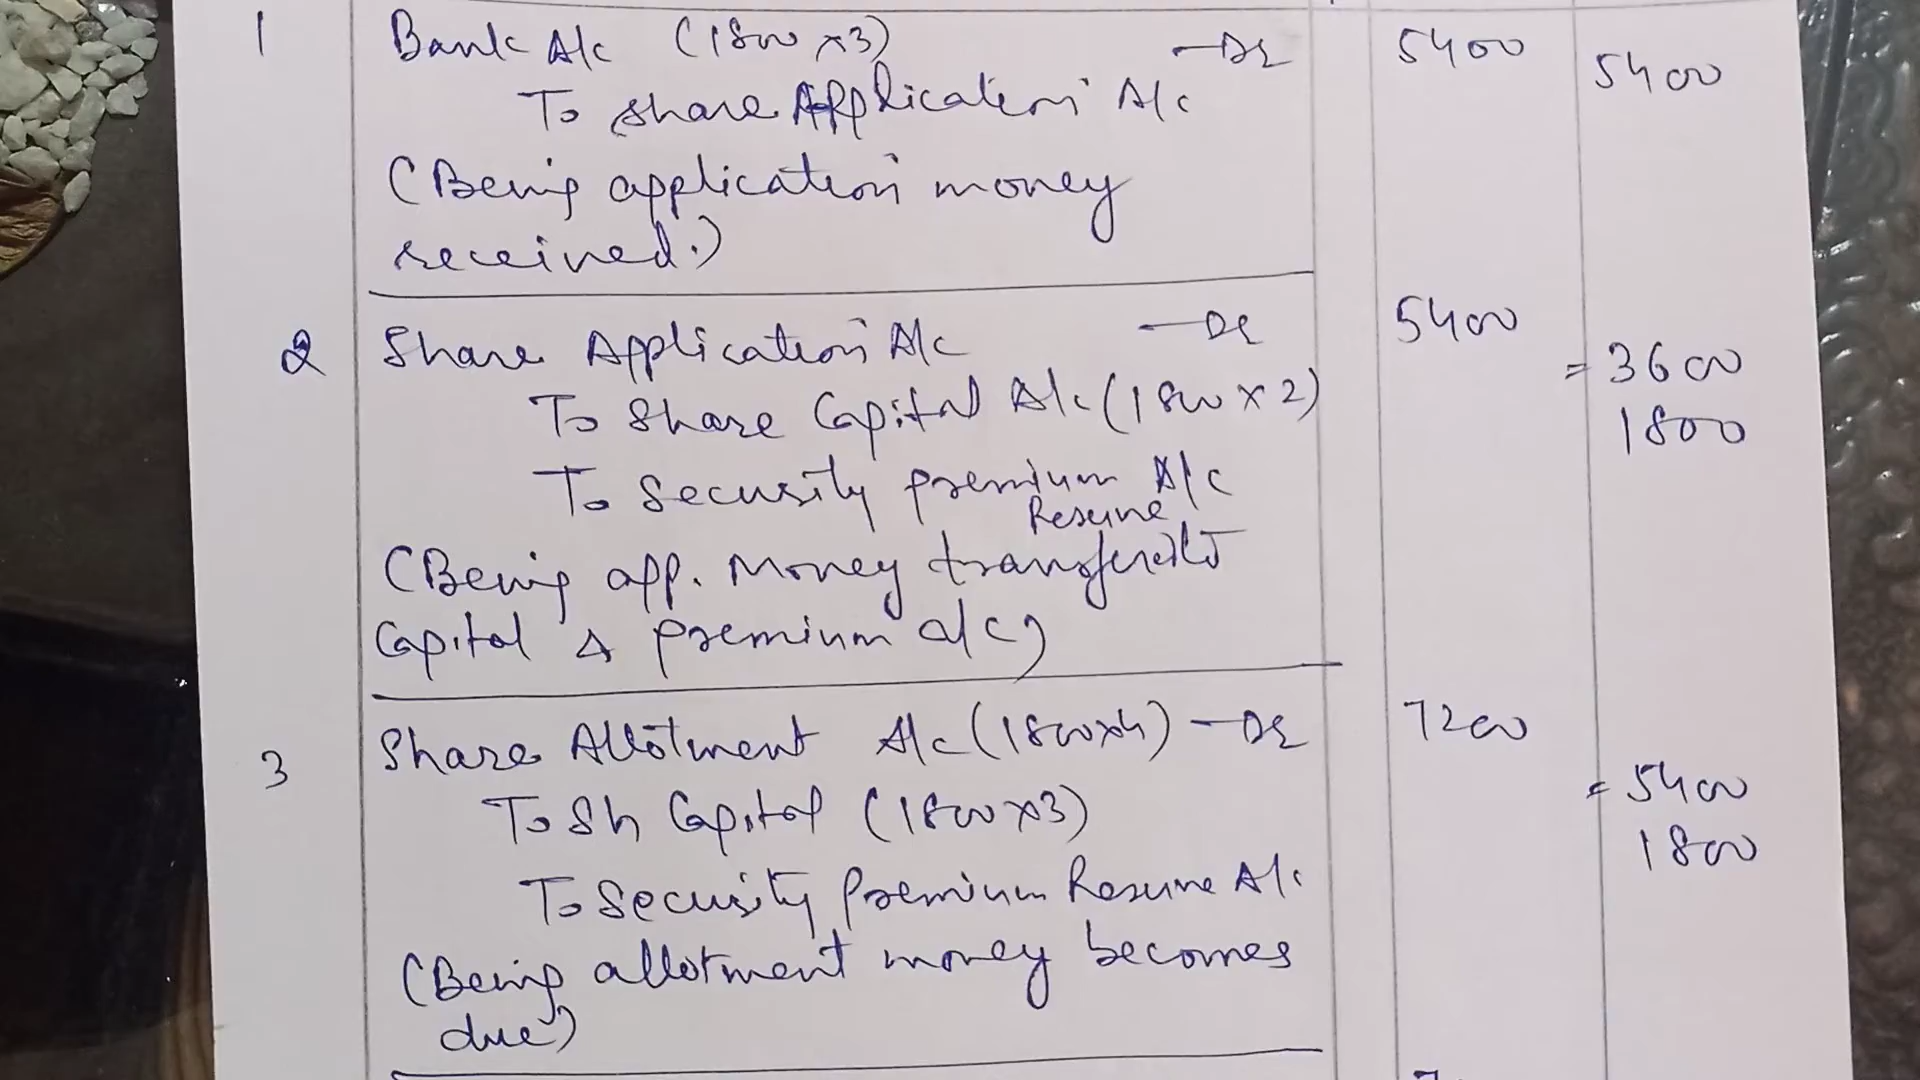 1 Bank A/c (1800 x3) —Dr 5400
To share Application A/c 5400
(Being application money
received.)
2 Share Application A/c —Dr 5400
To Share Capital A/c (1800 x 2) = 3600
To Security premium A/c 1800
Reserve
(Being app. Money transferred to
Capital & premium a/c)
3 Share Allotment A/c (1800x4) —Dr 7200
To Sh Capital (1800x3) = 5400
To Security Premium Reserve A/c 1800
(Being allotment money becomes
due)